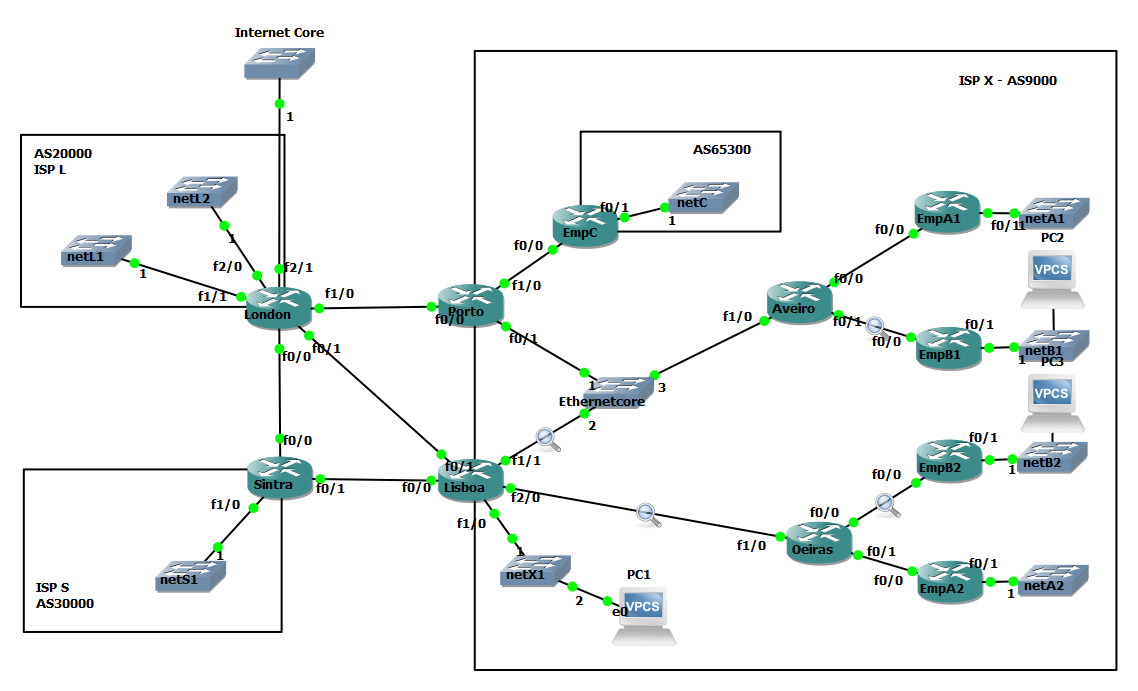 Internet Core
1
ISP X - AS9000
AS20000
ISP L
AS65300
netL2
1
netC
f0/1
1
EmpC
EmpA1
f0/1
netA1
1
f0/0
PC2
VPCS
netL1
1
f2/0
f2/1
f0/0
f1/1
f1/0
London
f0/0
Porto
f1/0
f0/0
Aveiro
f1/0
f0/1
f0/0
f0/1
EmpB1
netB1
1
PC3
VPCS
f0/0
f0/1
f0/1
1
3
Ethernetcore
2
f0/0
f0/1
f1/1
Sintra
f0/1
f0/0
Lisboa
f2/0
f0/1
EmpB2
netB2
1
f0/0
f1/0
f1/0
f0/0
Oeiras
f1/0
f0/1
f0/0
f0/1
EmpA2
netA2
1
1
netS1
1
netX1
2
PC1
VPCS
e0
ISP S
AS30000